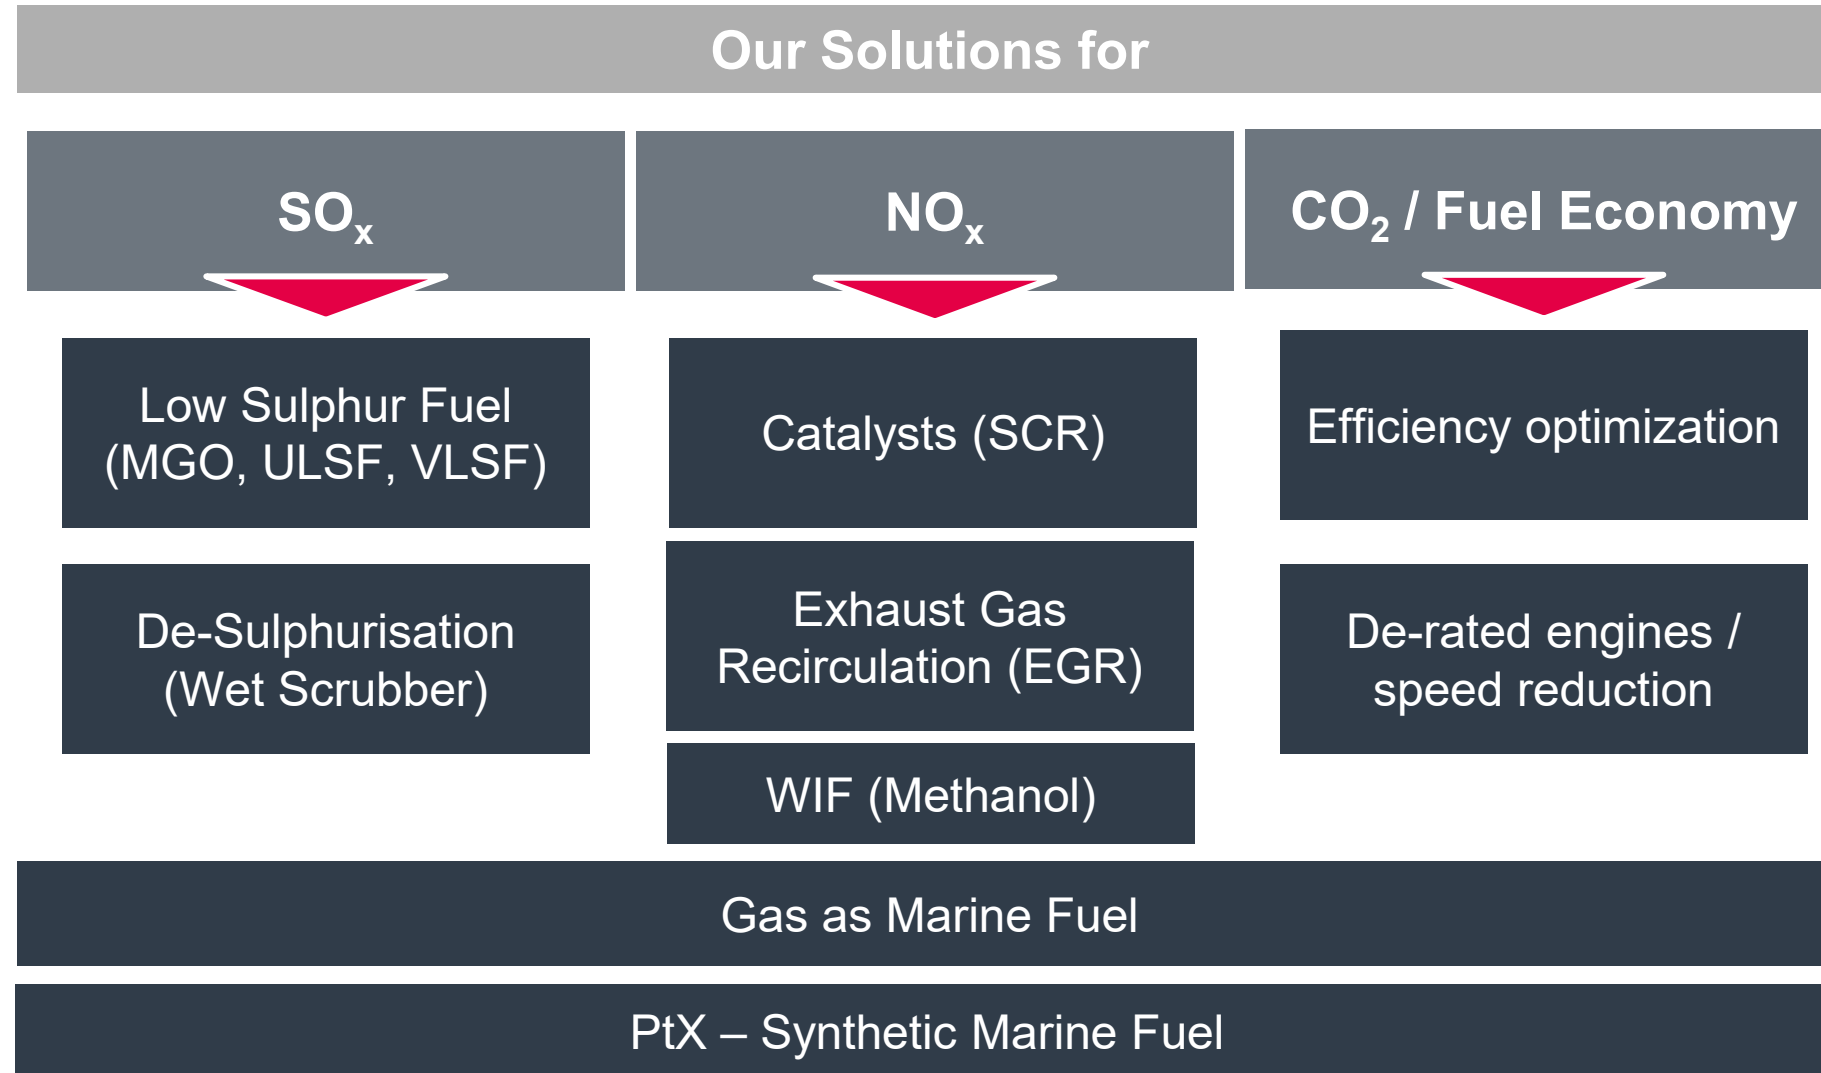 Our Solutions for
SOx
NOx
CO2 / Fuel Economy
Low Sulphur Fuel
(MGO, ULSF, VLSF)
De-Sulphurisation
(Wet Scrubber)
Catalysts (SCR)
Exhaust Gas
Recirculation (EGR)
WIF (Methanol)
Efficiency optimization
De-rated engines /
speed reduction
Gas as Marine Fuel
PtX – Synthetic Marine Fuel